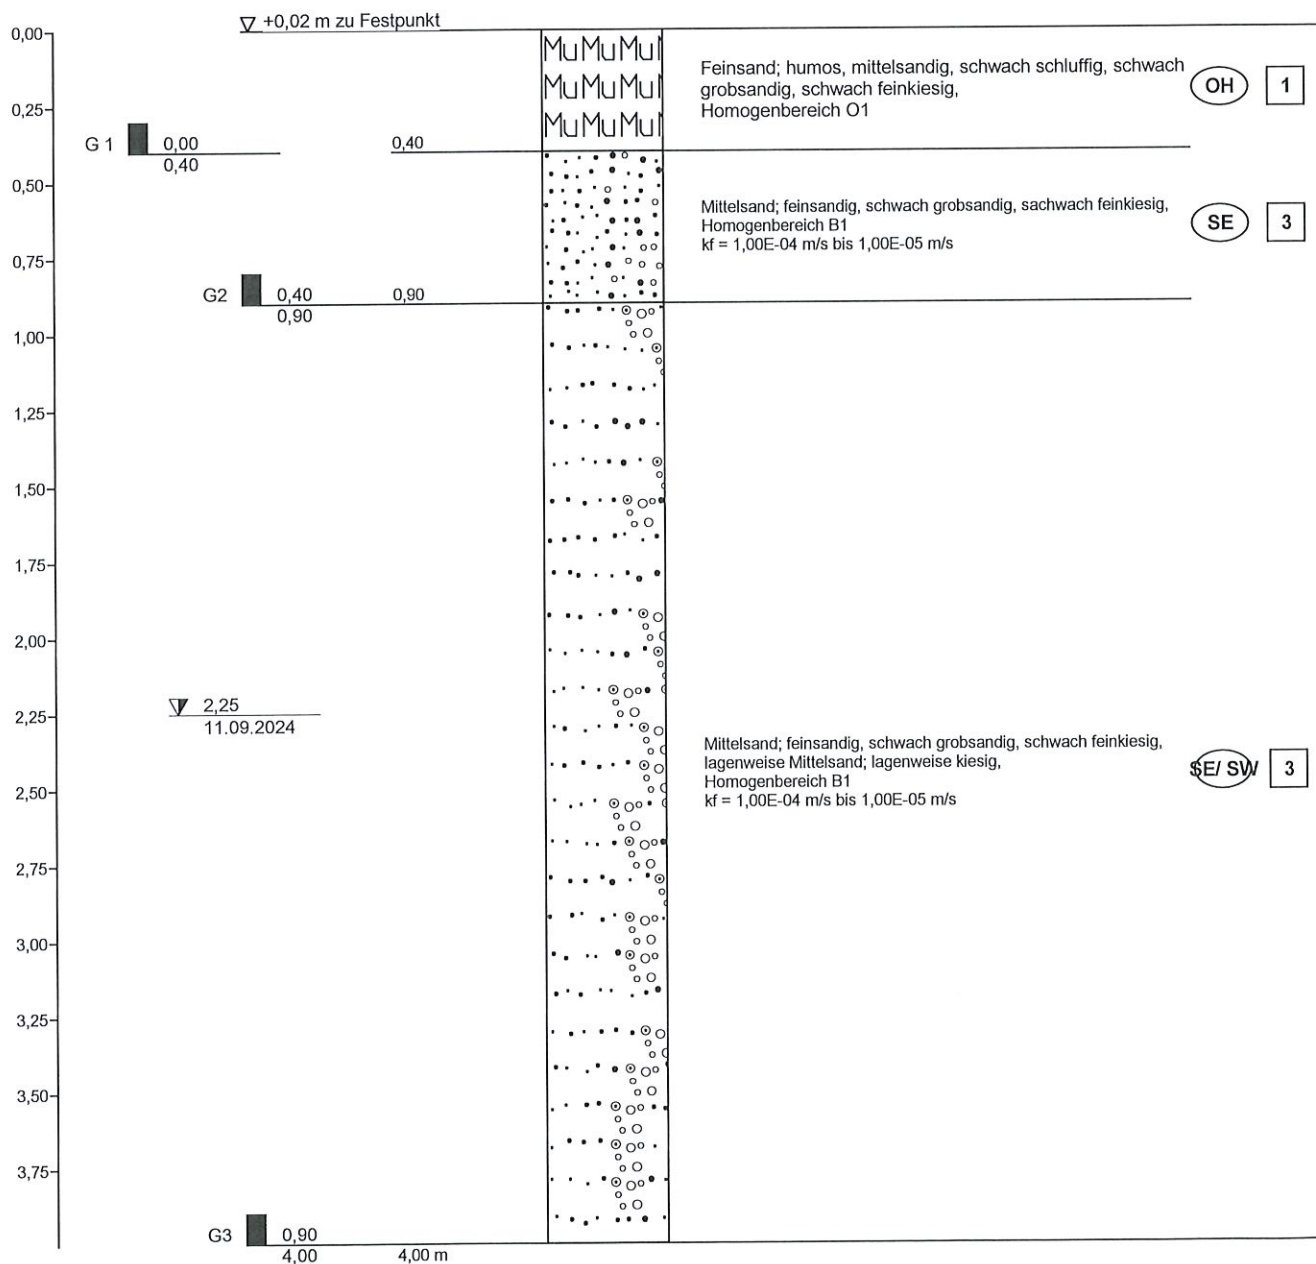 +0,02 m zu Festpunkt
0,00
MuMuMu
MuMuMu
MuMuMu
Feinsand; humos, mittelsandig, schwach schluffig, schwach
grobsandig, schwach feinkiesig,
Homogenbereich O1
OH 1
0,25
G 1 0,00
0,40
0,40
0,50
Mittelsand; feinsandig, schwach grobsandig, sachwach feinkiesig,
Homogenbereich B1
kf = 1,00E-04 m/s bis 1,00E-05 m/s
SE 3
0,75
G2 0,40
0,90
0,90
1,00
1,25
1,50
1,75
2,00
2,25
11.09.2024
2,25
Mittelsand; feinsandig, schwach grobsandig, schwach feinkiesig,
lagenweise Mittelsand; lagenweise kiesig,
Homogenbereich B1
kf = 1,00E-04 m/s bis 1,00E-05 m/s
SE/ SW 3
2,50
2,75
3,00
3,25
3,50
3,75
G3 0,90
4,00
4,00 m